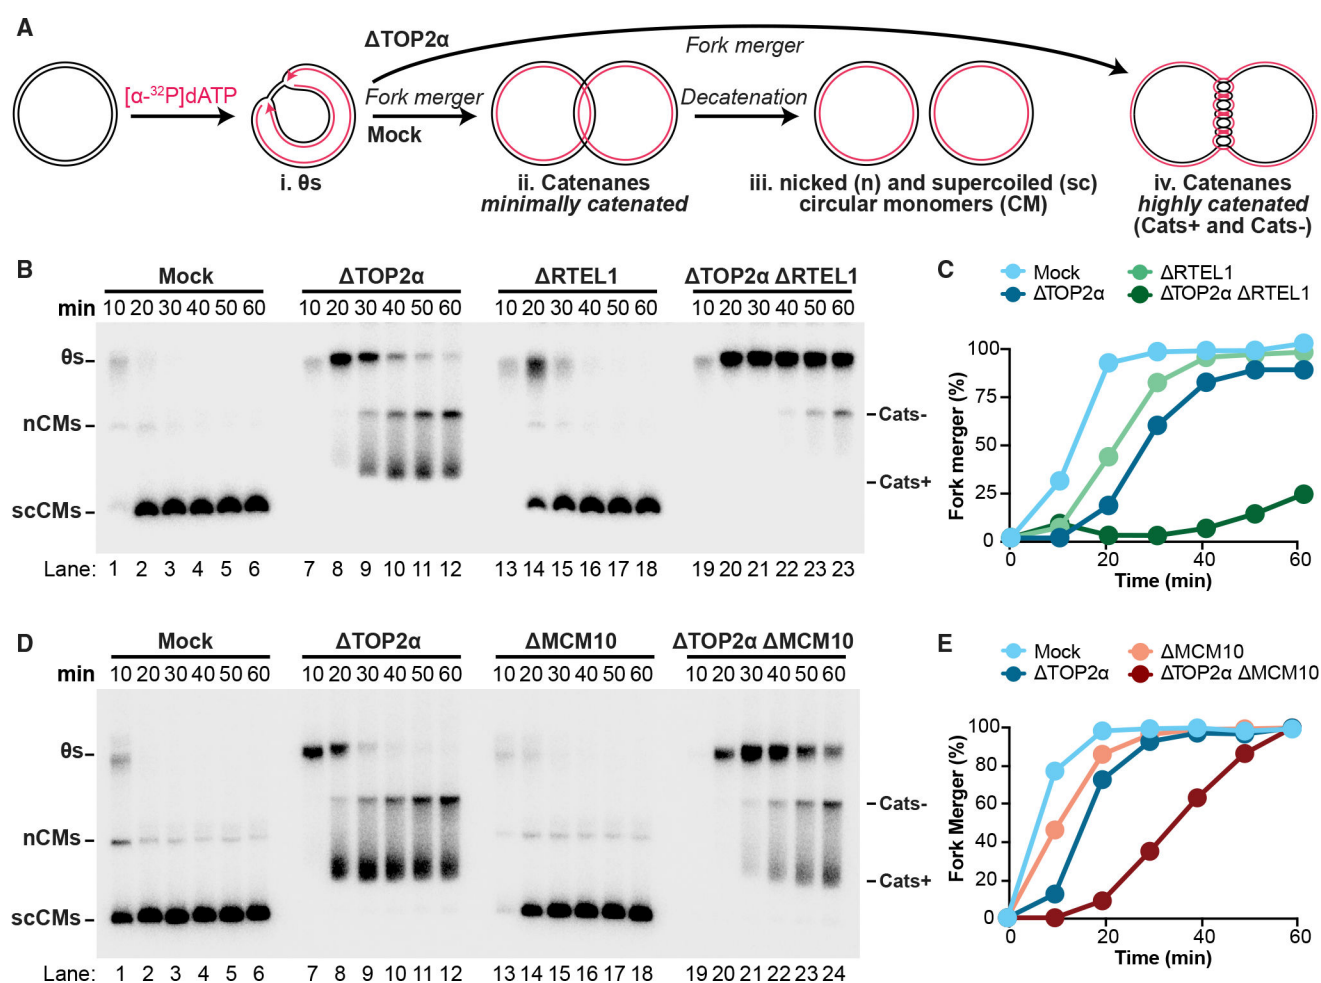 A
ΔTOP2α
Fork merger
[α-³²P]dATP
Fork merger
Mock
Decatenation
i. θs
ii. Catenanes
minimally catenated
iii. nicked (n) and supercoiled (sc)
circular monomers (CM)
iv. Catenanes
highly catenated
(Cats+ and Cats-)
B
Mock ΔTOP2α ΔRTEL1 ΔTOP2α ΔRTEL1
min 10 20 30 40 50 60 10 20 30 40 50 60 10 20 30 40 50 60 10 20 30 40 50 60
θs
nCMs
scCMs
Cats-
Cats+
Lane: 1 2 3 4 5 6 7 8 9 10 11 12 13 14 15 16 17 18 19 20 21 22 23 23
C
Mock ΔRTEL1
ΔTOP2α ΔTOP2α ΔRTEL1
Fork merger (%)
100
75
50
25
0
0 20 40 60
Time (min)
D
Mock ΔTOP2α ΔMCM10 ΔTOP2α ΔMCM10
min 10 20 30 40 50 60 10 20 30 40 50 60 10 20 30 40 50 60 10 20 30 40 50 60
θs
nCMs
scCMs
Cats-
Cats+
Lane: 1 2 3 4 5 6 7 8 9 10 11 12 13 14 15 16 17 18 19 20 21 22 23 24
E
Mock ΔMCM10
ΔTOP2α ΔTOP2α ΔMCM10
Fork Merger (%)
100
80
60
40
20
0
0 20 40 60
Time (min)